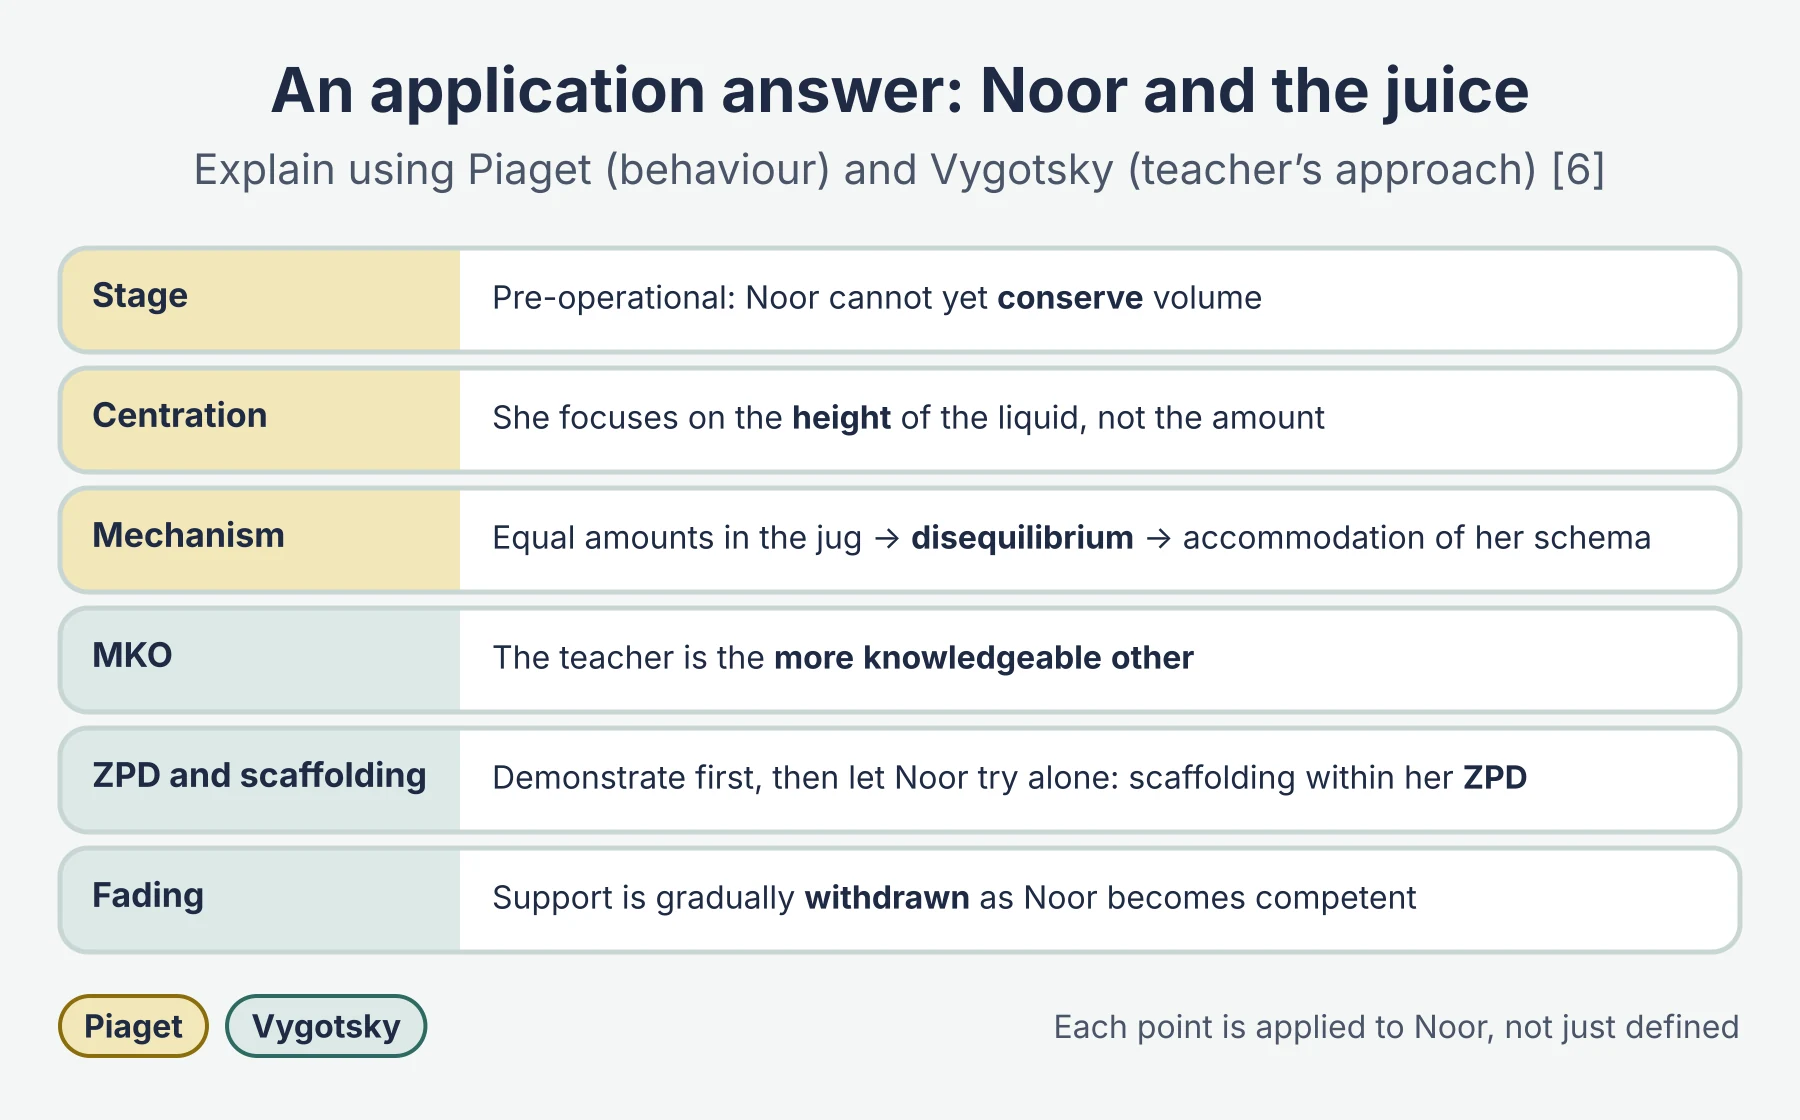 An application answer: Noor and the juice
Explain using Piaget (behaviour) and Vygotsky (teacher’s approach) [6]
Stage
Pre-operational: Noor cannot yet conserve volume
Centration
She focuses on the height of the liquid, not the amount
Mechanism
Equal amounts in the jug → disequilibrium → accommodation of her schema
MKO
The teacher is the more knowledgeable other
ZPD and scaffolding
Demonstrate first, then let Noor try alone: scaffolding within her ZPD
Fading
Support is gradually withdrawn as Noor becomes competent
Piaget
Vygotsky
Each point is applied to Noor, not just defined